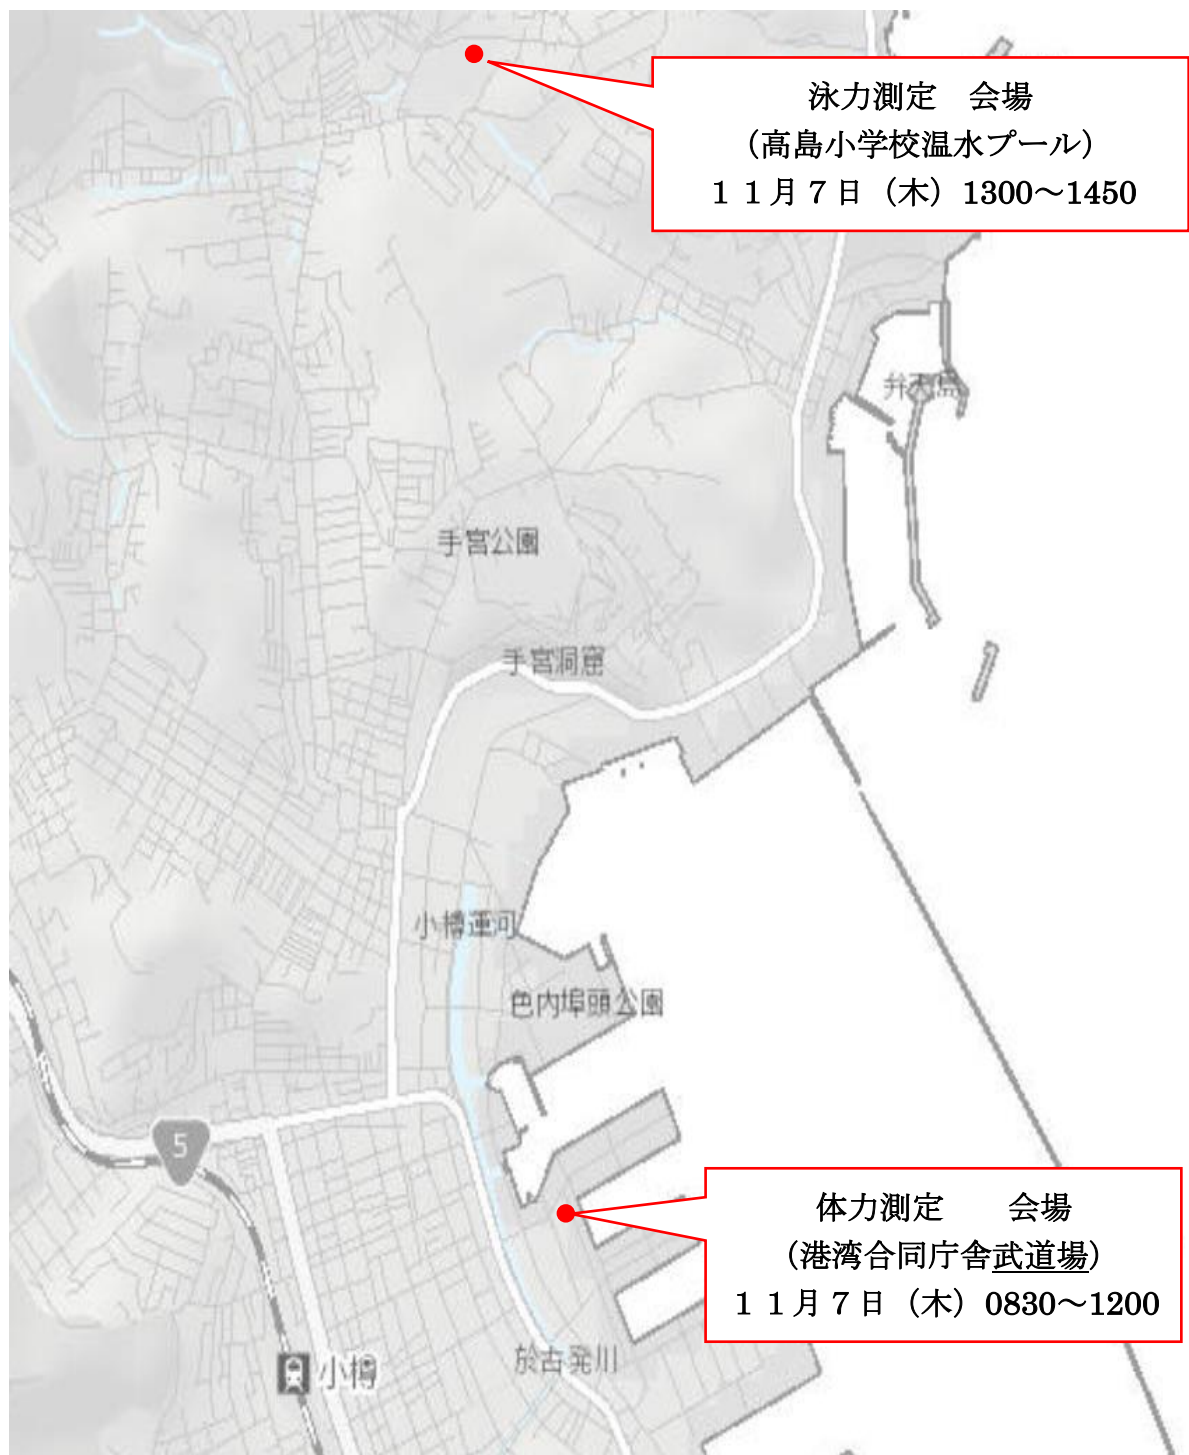 泳力測定　会場
（高島小学校温水プール）
１１月７日（木）1300～1450
弁天島
手宮公園
手宮洞窟
小樽運河
色内埠頭公園
5
体力測定　　会場
（港湾合同庁舎武道場）
１１月７日（木）0830～1200
於古発川
小樽